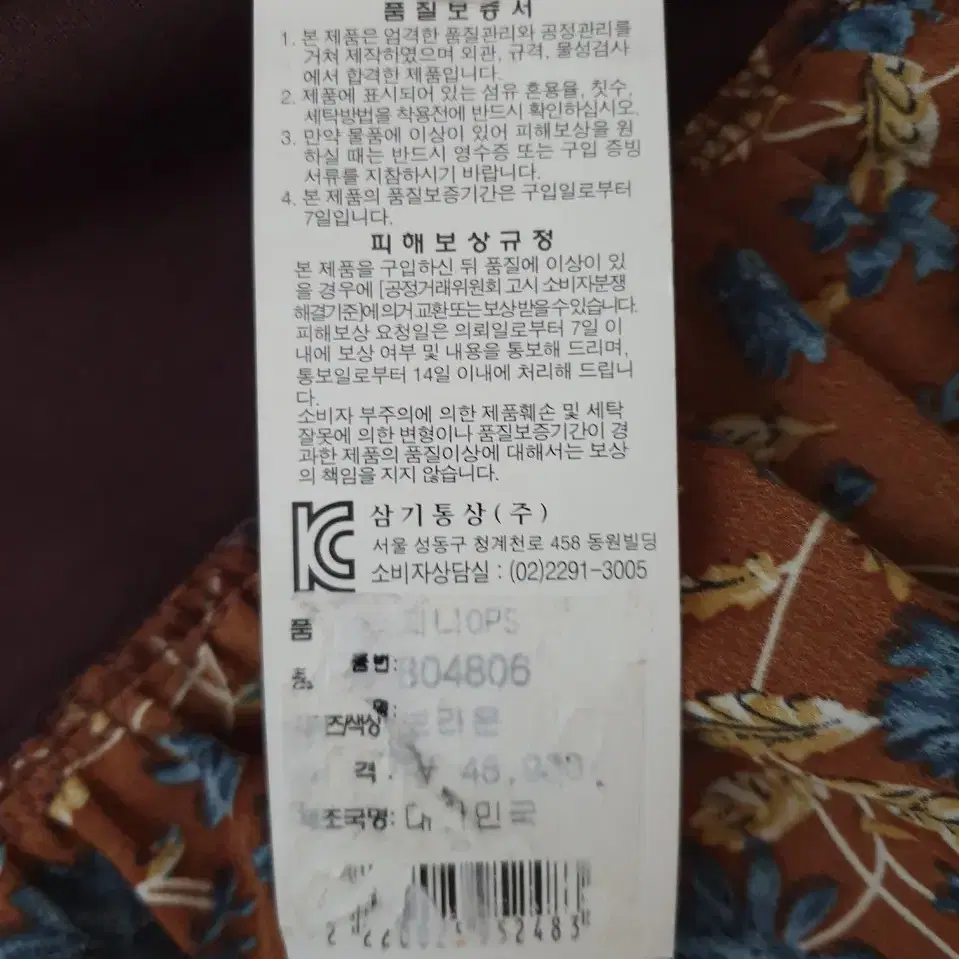 품질보증서
1. 본 제품은 엄격한 품질관리와 공정관리를
거쳐 제작하였으며 외관, 규격, 물성검사
에서 합격한 제품입니다.
2. 제품에 표시되어 있는 섬유 혼용율, 칫수,
세탁방법을 착용전에 반드시 확인하십시오.
3. 만약 물품에 이상이 있어 피해보상을 원
하실 때는 반드시 영수증 또는 구입 증빙
서류를 지참하시기 바랍니다.
4. 본 제품의 품질보증기간은 구입일로부터
7일입니다.
피해보상규정
본 제품을 구입하신 뒤 품질에 이상이 있
을 경우에 [공정거래위원회 고시 소비자분쟁
해결기준]에 의거 교환 또는 보상 받을 수 있습니다.
피해보상 요청일은 의뢰일로부터 7일 이
내에 보상 여부 및 내용을 통보해 드리며,
통보일로부터 14일 이내에 처리해 드립니
다.
소비자 부주의에 의한 제품훼손 및 세탁
잘못에 의한 변형이나 품질보증기간이 경
과한 제품의 품질이상에 대해서는 보상
의 책임을 지지 않습니다.
KC 삼기통상(주)
서울 성동구 청계천로 458 동원빌딩
소비자상담실 : (02)2291-3005
품
품번: 804806
색상 브라운
격 ₩
조국명: 대 민국